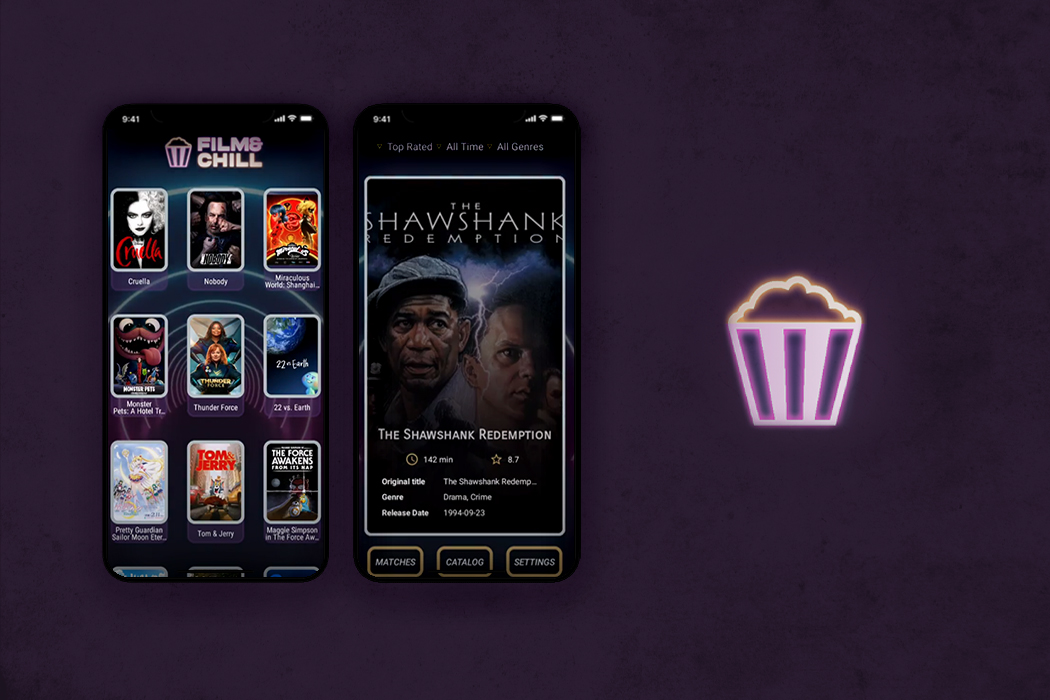 9:41
FILM&
CHILL
Cruella
NOBODY
Cruella
Nobody
Miraculous
World: Shanghai...
MONSTER PETS
THUNDER
FORCE
22 vs Earth
Monster
Pets: A Hotel Tr...
Thunder Force
22 vs. Earth
TOM&
JERRY
THE FORCE
AWAKENS
FROM ITS NAP
Pretty Guardian
Sailor Moon Eter...
Tom & Jerry
Maggie Simpson
in The Force Aw...
9:41
Top Rated All Time All Genres
THE
SHAWSHANK
REDEMPTION
The Shawshank Redemption
142 min 8.7
Original title The Shawshank Redemp...
Genre Drama, Crime
Release Date 1994-09-23
MATCHES CATALOG SETTINGS